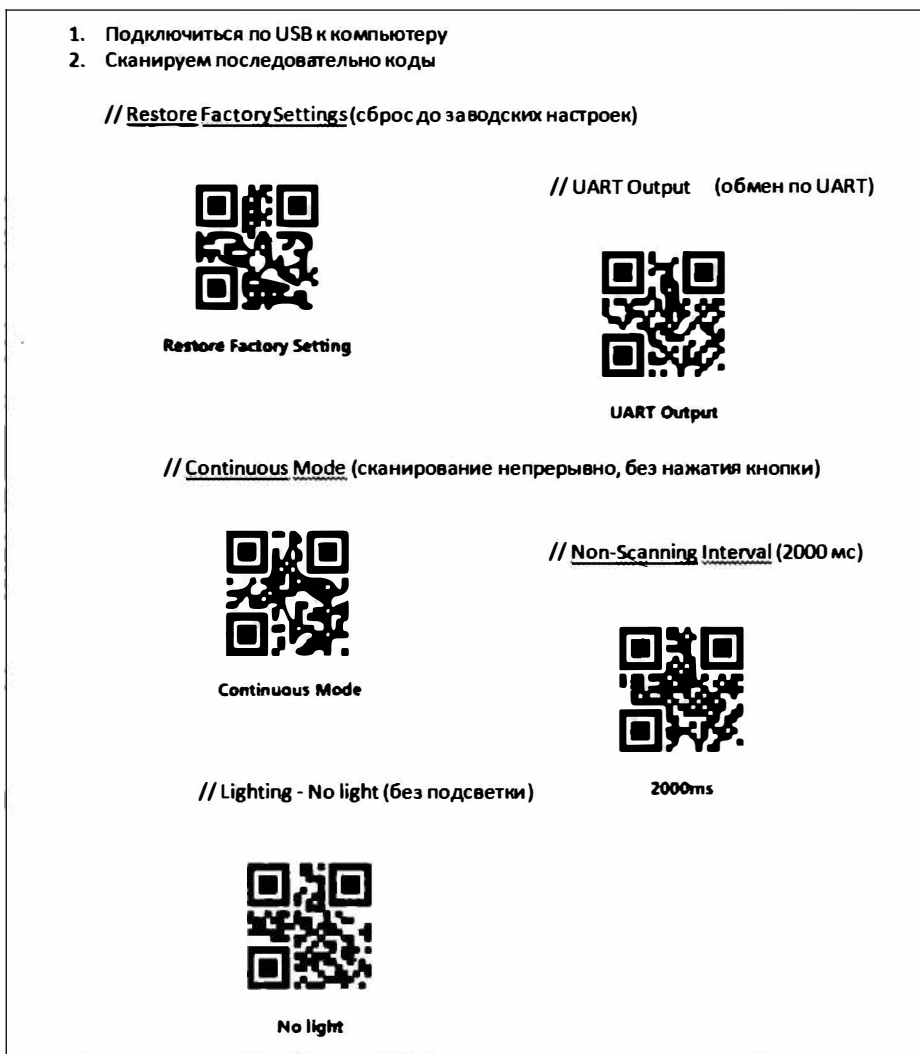 1. Подключиться по USB к компьютеру
2. Сканируем последовательно коды
// Restore Factory Settings (сброс до заводских настроек)
// UART Output (обмен по UART)
Restore Factory Setting
UART Output
// Continuous Mode (сканирование непрерывно, без нажатия кнопки)
// Non-Scanning Interval (2000 мс)
Continuous Mode
2000ms
// Lighting - No light (без подсветки)
No light